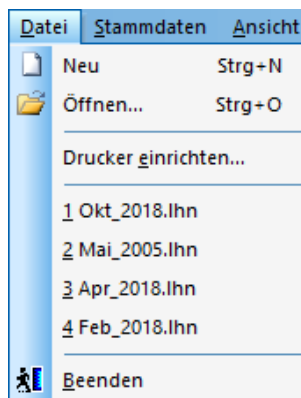 Datei Stammdaten Ansicht
Neu Strg+N
Öffnen... Strg+O
Drucker einrichten...
1 Okt_2018.lhn
2 Mai_2005.lhn
3 Apr_2018.lhn
4 Feb_2018.lhn
Beenden